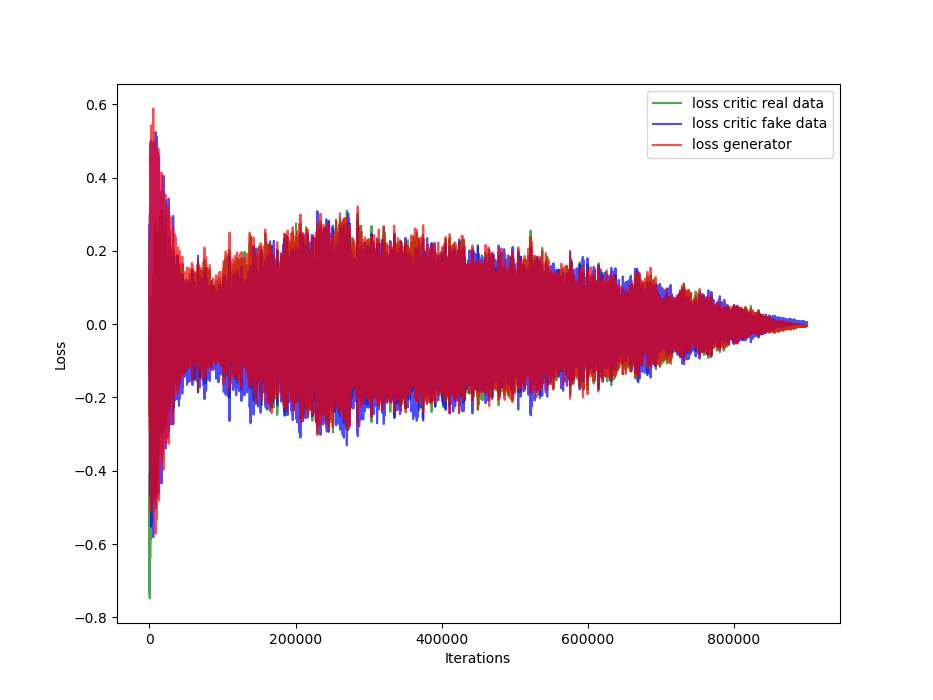 loss critic real data
loss critic fake data
loss generator
0.6
0.4
0.2
0.0
−0.2
−0.4
−0.6
−0.8
Loss
0 200000 400000 600000 800000
Iterations